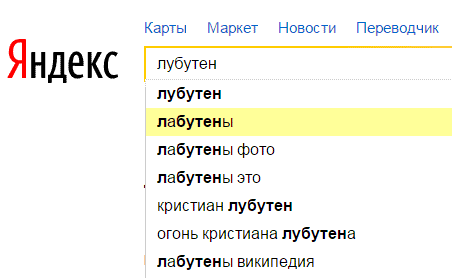 Карты Маркет Новости Переводчик
Яндекс
лубутен
лубутен
лабутены
лабутены фото
лабутены это
кристиан лубутен
огонь кристиана лубутена
лабутены википедия